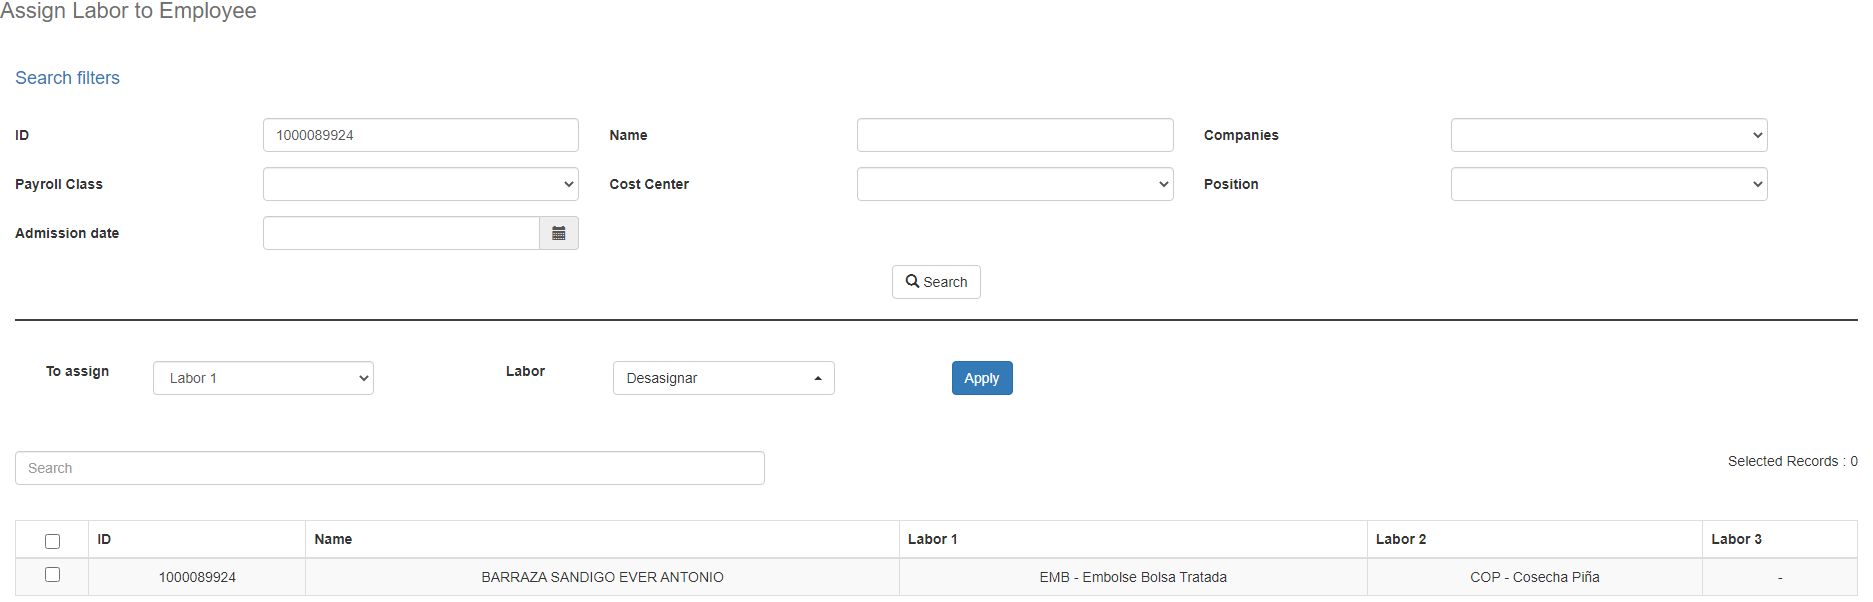 Assign Labor to Employee
Search filters
ID 1000089924 Name Companies
Payroll Class Cost Center Position
Admission date
Search
To assign Labor 1 Labor Desasignar Apply
Search Selected Records : 0
ID Name Labor 1 Labor 2 Labor 3
1000089924 BARRAZA SANDIGO EVER ANTONIO EMB - Embolse Bolsa Tratada COP - Cosecha Piña -